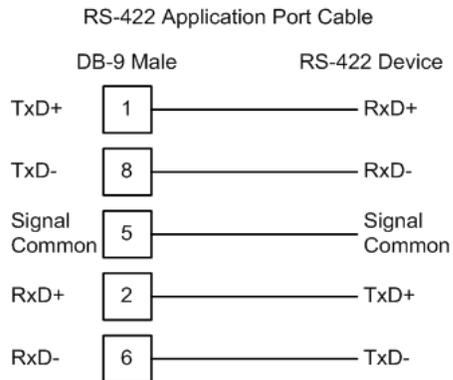 RS-422 Application Port Cable
DB-9 Male RS-422 Device
TxD+ 1 RxD+
TxD- 8 RxD-
Signal Common 5 Signal Common
RxD+ 2 TxD+
RxD- 6 TxD-